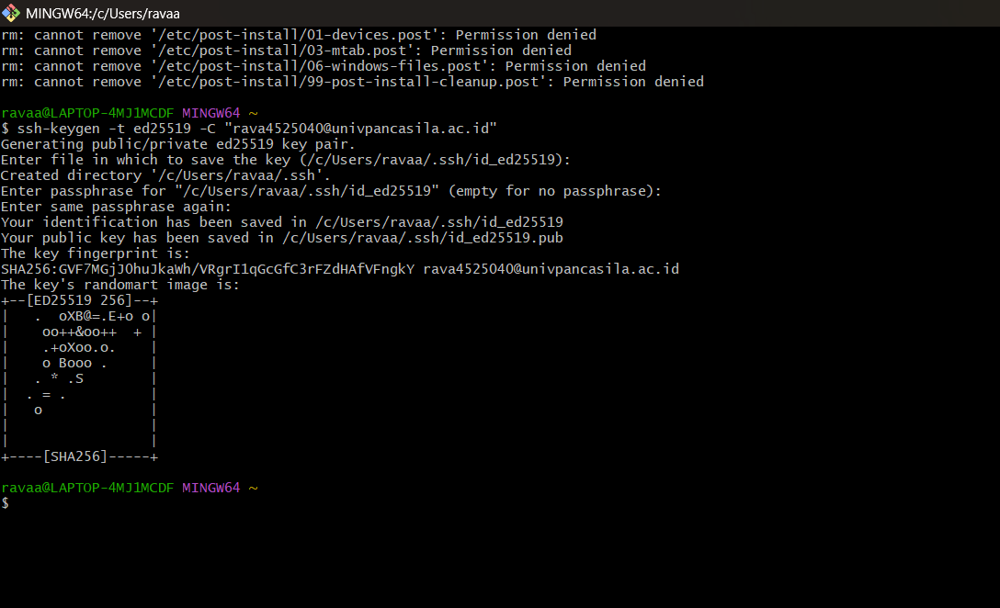 MINGW64:/c/Users/ravaa
rm: cannot remove '/etc/post-install/01-devices.post': Permission denied
rm: cannot remove '/etc/post-install/03-mtab.post': Permission denied
rm: cannot remove '/etc/post-install/06-windows-files.post': Permission denied
rm: cannot remove '/etc/post-install/99-post-install-cleanup.post': Permission denied

ravaa@LAPTOP-4MJ1MCDF MINGW64 ~
$ ssh-keygen -t ed25519 -C "rava4525040@univpancasila.ac.id"
Generating public/private ed25519 key pair.
Enter file in which to save the key (/c/Users/ravaa/.ssh/id_ed25519):
Created directory '/c/Users/ravaa/.ssh'.
Enter passphrase for "/c/Users/ravaa/.ssh/id_ed25519" (empty for no passphrase):
Enter same passphrase again:
Your identification has been saved in /c/Users/ravaa/.ssh/id_ed25519
Your public key has been saved in /c/Users/ravaa/.ssh/id_ed25519.pub
The key fingerprint is:
SHA256:GVF7MGjJ0huJkaWh/VRgrI1qGcGfC3rFZdHAfVFngkY rava4525040@univpancasila.ac.id
The key's randomart image is:
+--[ED25519 256]--+
|   .  oXB@=.E+o o|
|    oo++&oo++  + |
|    .+oXoo.o.    |
|    o Booo .     |
|   . * .S        |
|  . = .          |
|   o             |
|                 |
|                 |
+----[SHA256]-----+

ravaa@LAPTOP-4MJ1MCDF MINGW64 ~
$